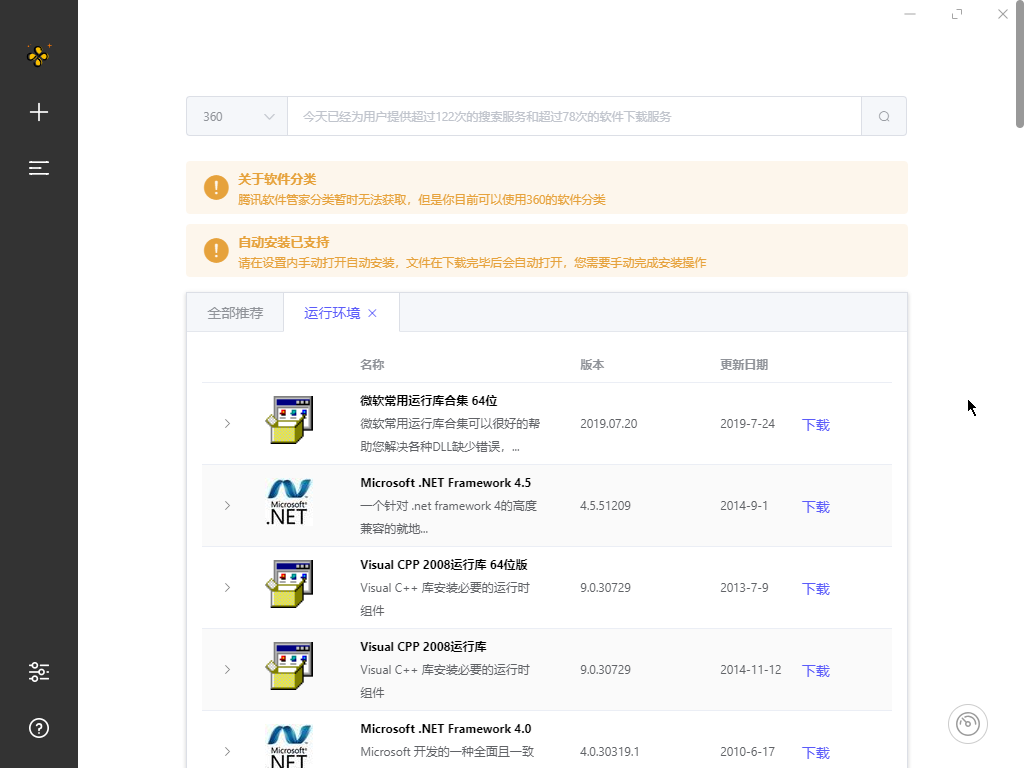 360
今天已经为用户提供超过122次的搜索服务和超过78次的软件下载服务
关于软件分类
腾讯软件管家分类暂时无法获取，但是你目前可以使用360的软件分类
自动安装已支持
请在设置内手动打开自动安装，文件在下载完毕后会自动打开，您需要手动完成安装操作
全部推荐
运行环境
名称 版本 更新日期
微软常用运行库合集 64位
微软常用运行库合集可以很好的帮 2019.07.20 2019-7-24 下载
助您解决各种DLL缺少错误，...
Microsoft .NET Framework 4.5
一个针对 .net framework 4的高度 4.5.51209 2014-9-1 下载
兼容的就地...
Microsoft
.NET
Visual CPP 2008运行库 64位版
Visual C++ 库安装必要的运行时 9.0.30729 2013-7-9 下载
组件
Visual CPP 2008运行库
Visual C++ 库安装必要的运行时 9.0.30729 2014-11-12 下载
组件
Microsoft .NET Framework 4.0
Microsoft 开发的一种全面且一致 4.0.30319.1 2010-6-17 下载
Microsoft
.NET